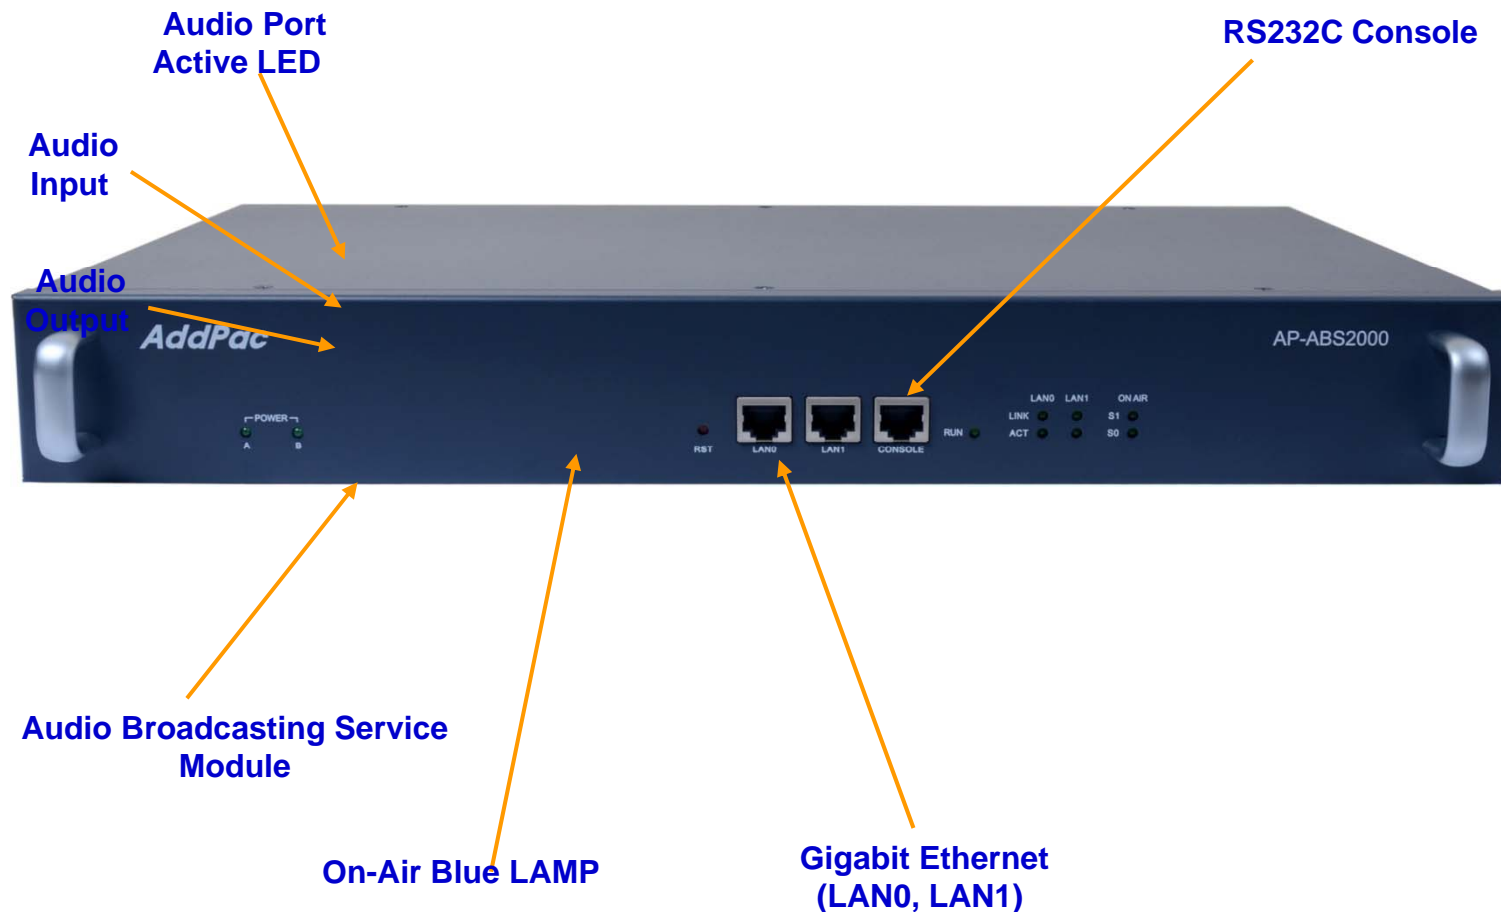 Audio Port
Active LED
RS232C Console
Audio
Input
Audio
Output
AddPac
AP-ABS2000
POWER
A B
RST
LAN0
LAN1
CONSOLE
RUN
LAN0 LAN1 ON AIR
LINK S1
ACT S0
Audio Broadcasting Service
Module
On-Air Blue LAMP
Gigabit Ethernet
(LAN0, LAN1)